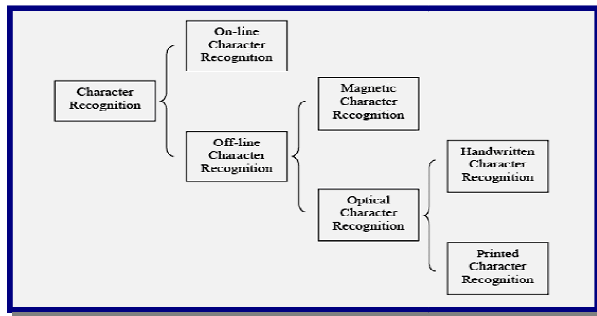 On-line
Character
Recognition
Character
Recognition
Magnetic
Character
Recognition
Off-line
Character
Recognition
Handwritten
Character
Recognition
Optical
Character
Recognition
Printed
Character
Recognition